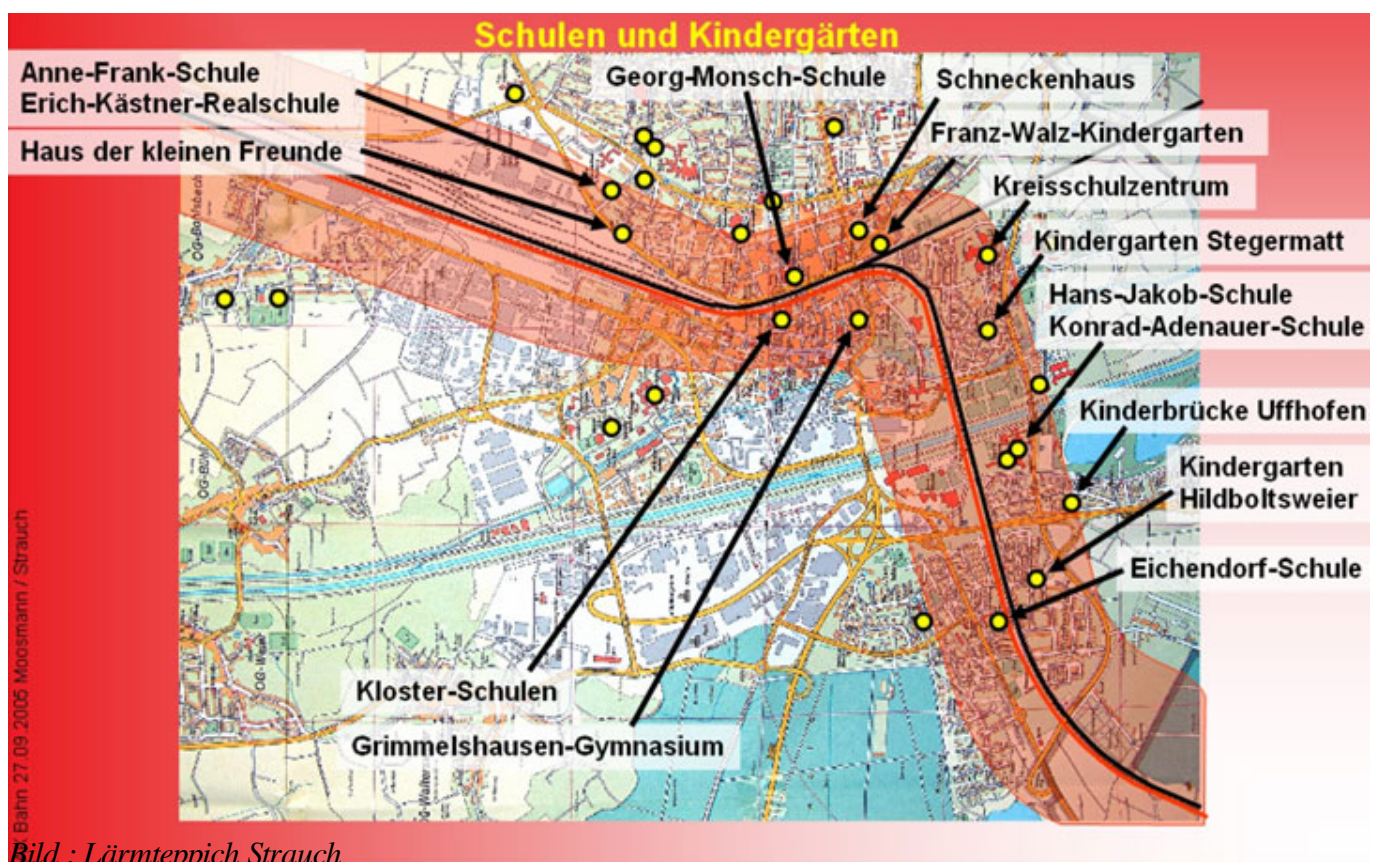 Schulen und Kindergärten
Anne-Frank-Schule
Erich-Kästner-Realschule
Haus der kleinen Freunde
Georg-Monsch-Schule
Schneckenhaus
Franz-Walz-Kindergarten
Kreisschulzentrum
Kindergarten Stegermatt
Hans-Jakob-Schule
Konrad-Adenauer-Schule
Kinderbrücke Uffhofen
Kindergarten
Hildboltsweier
Eichendorf-Schule
Kloster-Schulen
Grimmelshausen-Gymnasium
Bahn 27.09.2005 Moosmann / Strauch
Bild : Lärmteppich Strauch